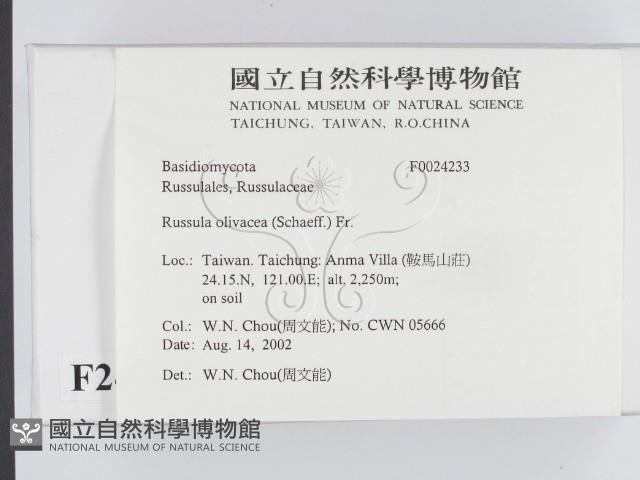 國立自然科學博物館
NATIONAL MUSEUM OF NATURAL SCIENCE
TAICHUNG, TAIWAN, R.O.CHINA
Basidiomycota F0024233
Russulales, Russulaceae
Russula olivacea (Schaeff.) Fr.
Loc.: Taiwan. Taichung: Anma Villa (鞍馬山莊)
24.15.N, 121.00.E; alt. 2,250m;
on soil
Col.: W.N. Chou(周文能); No. CWN 05666
Date: Aug. 14, 2002
Det.: W.N. Chou(周文能)
F2
國立自然科學博物館
NATIONAL MUSEUM OF NATURAL SCIENCE